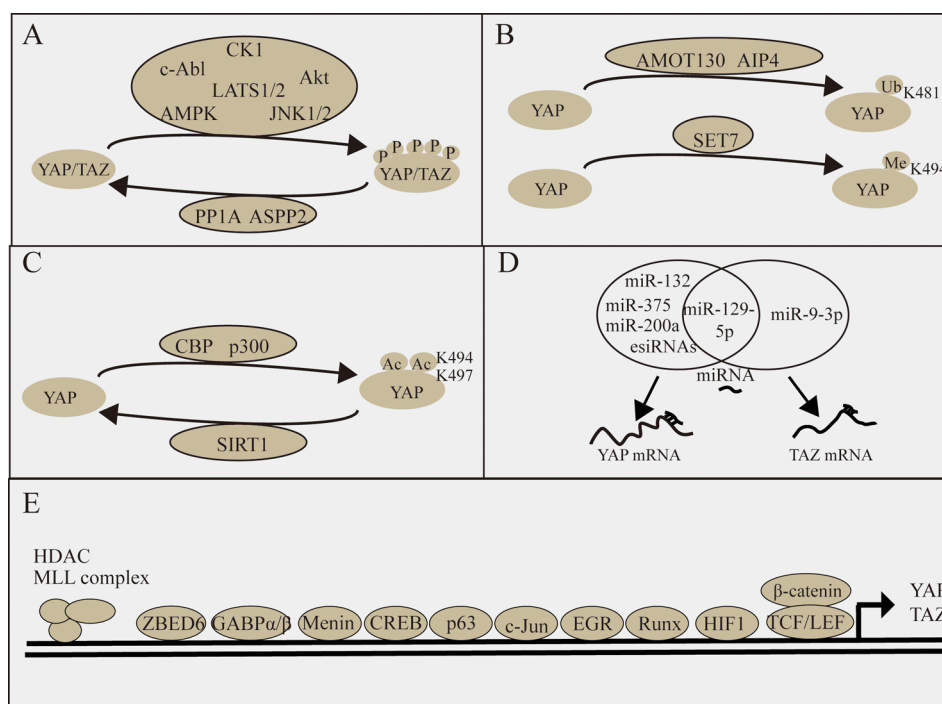 A
CK1
c-Abl
Akt
LATS1/2
AMPK
JNK1/2
YAP/TAZ
P P P P P
YAP/TAZ
PP1A ASPP2
B
AMOT130 AIP4
YAP
Ub
K481
YAP
SET7
YAP
Me
K494
YAP
C
CBP p300
YAP
Ac Ac
K494
K497
YAP
SIRT1
D
miR-132
miR-375
miR-200a
esiRNAs
miR-129-
5p
miR-9-3p
miRNA
YAP mRNA
TAZ mRNA
E
HDAC
MLL complex
ZBED6
GABPα/β
Menin
CREB
p63
c-Jun
EGR
Runx
HIF1
β-catenin
TCF/LEF
YAP
TAZ